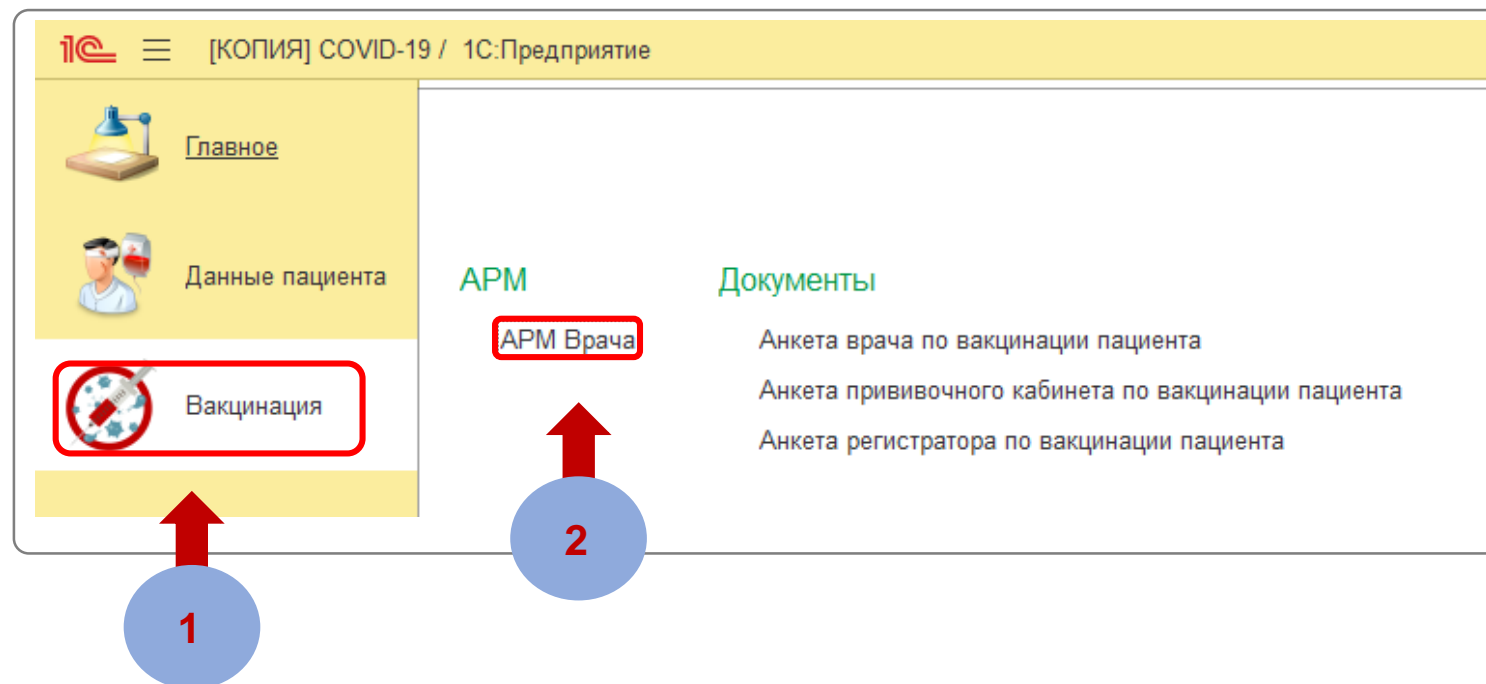 1С [КОПИЯ] COVID-19 / 1С:Предприятие
Главное
Данные пациента
Вакцинация
АРМ
АРМ Врача
Документы
Анкета врача по вакцинации пациента
Анкета прививочного кабинета по вакцинации пациента
Анкета регистратора по вакцинации пациента
1
2